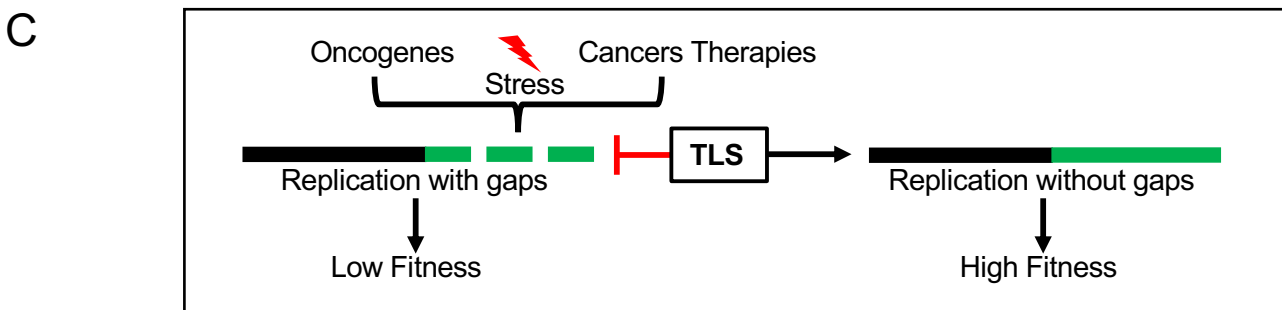 C
Oncogenes Cancers Therapies
Stress
TLS
Replication with gaps Replication without gaps
Low Fitness High Fitness